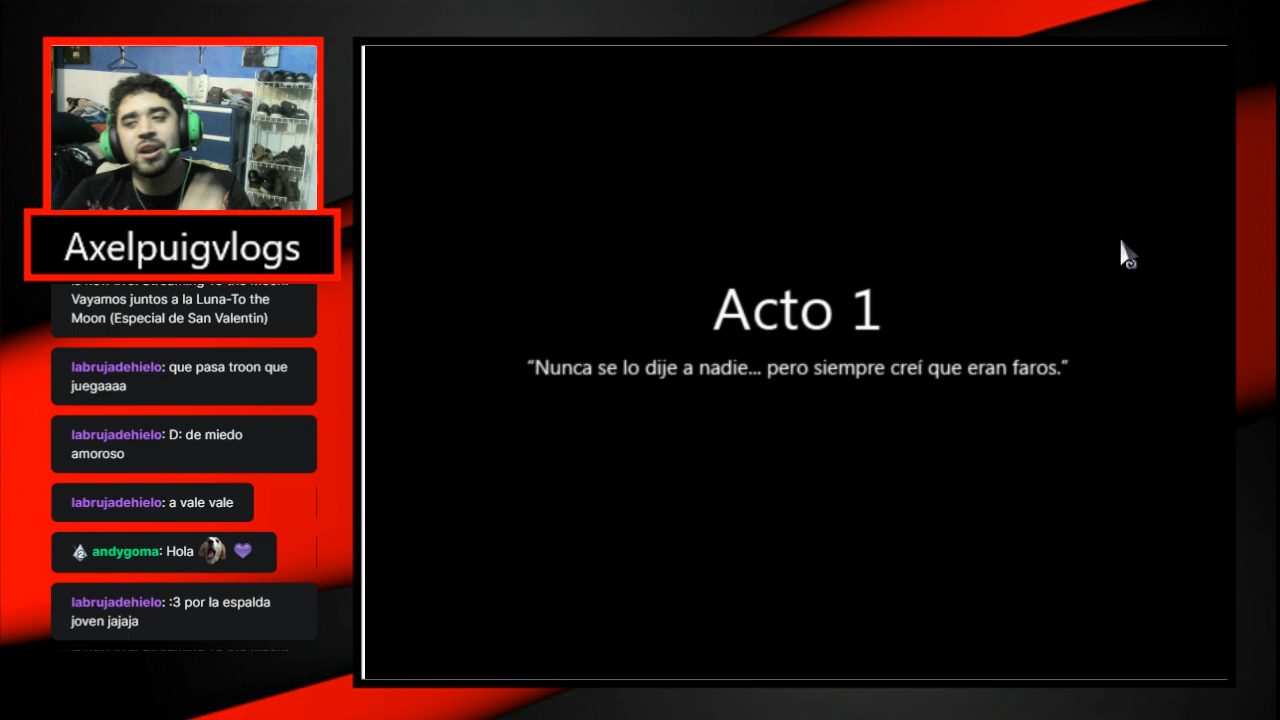 Axelpuigvlogs
Vayamos juntos a la Luna-To the
Moon (Especial de San Valentin)
labrujadehielo: que pasa troon que
juegaaaa
labrujadehielo: D: de miedo
amoroso
labrujadehielo: a vale vale
2 andygoma: Hola
labrujadehielo: :3 por la espalda
joven jajaja
Acto 1
“Nunca se lo dije a nadie... pero siempre creí que eran faros.”